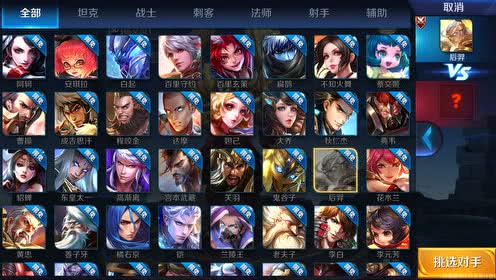 全部 坦克 战士 刺客 法师 射手 辅助 取消
后羿
VS
?
阿轲 安琪拉 白起 百里守约 百里玄策 扁鹊 不知火舞 蔡文姬
曹操 成吉思汗 程咬金 达摩 妲己 大乔 狄仁杰 典韦
貂蝉 东皇太一 高渐离 宫本武藏 关羽 鬼谷子 后羿 花木兰
黄忠 姜子牙 橘右京 铠 兰陵王 老夫子 李白 李元芳
挑选对手